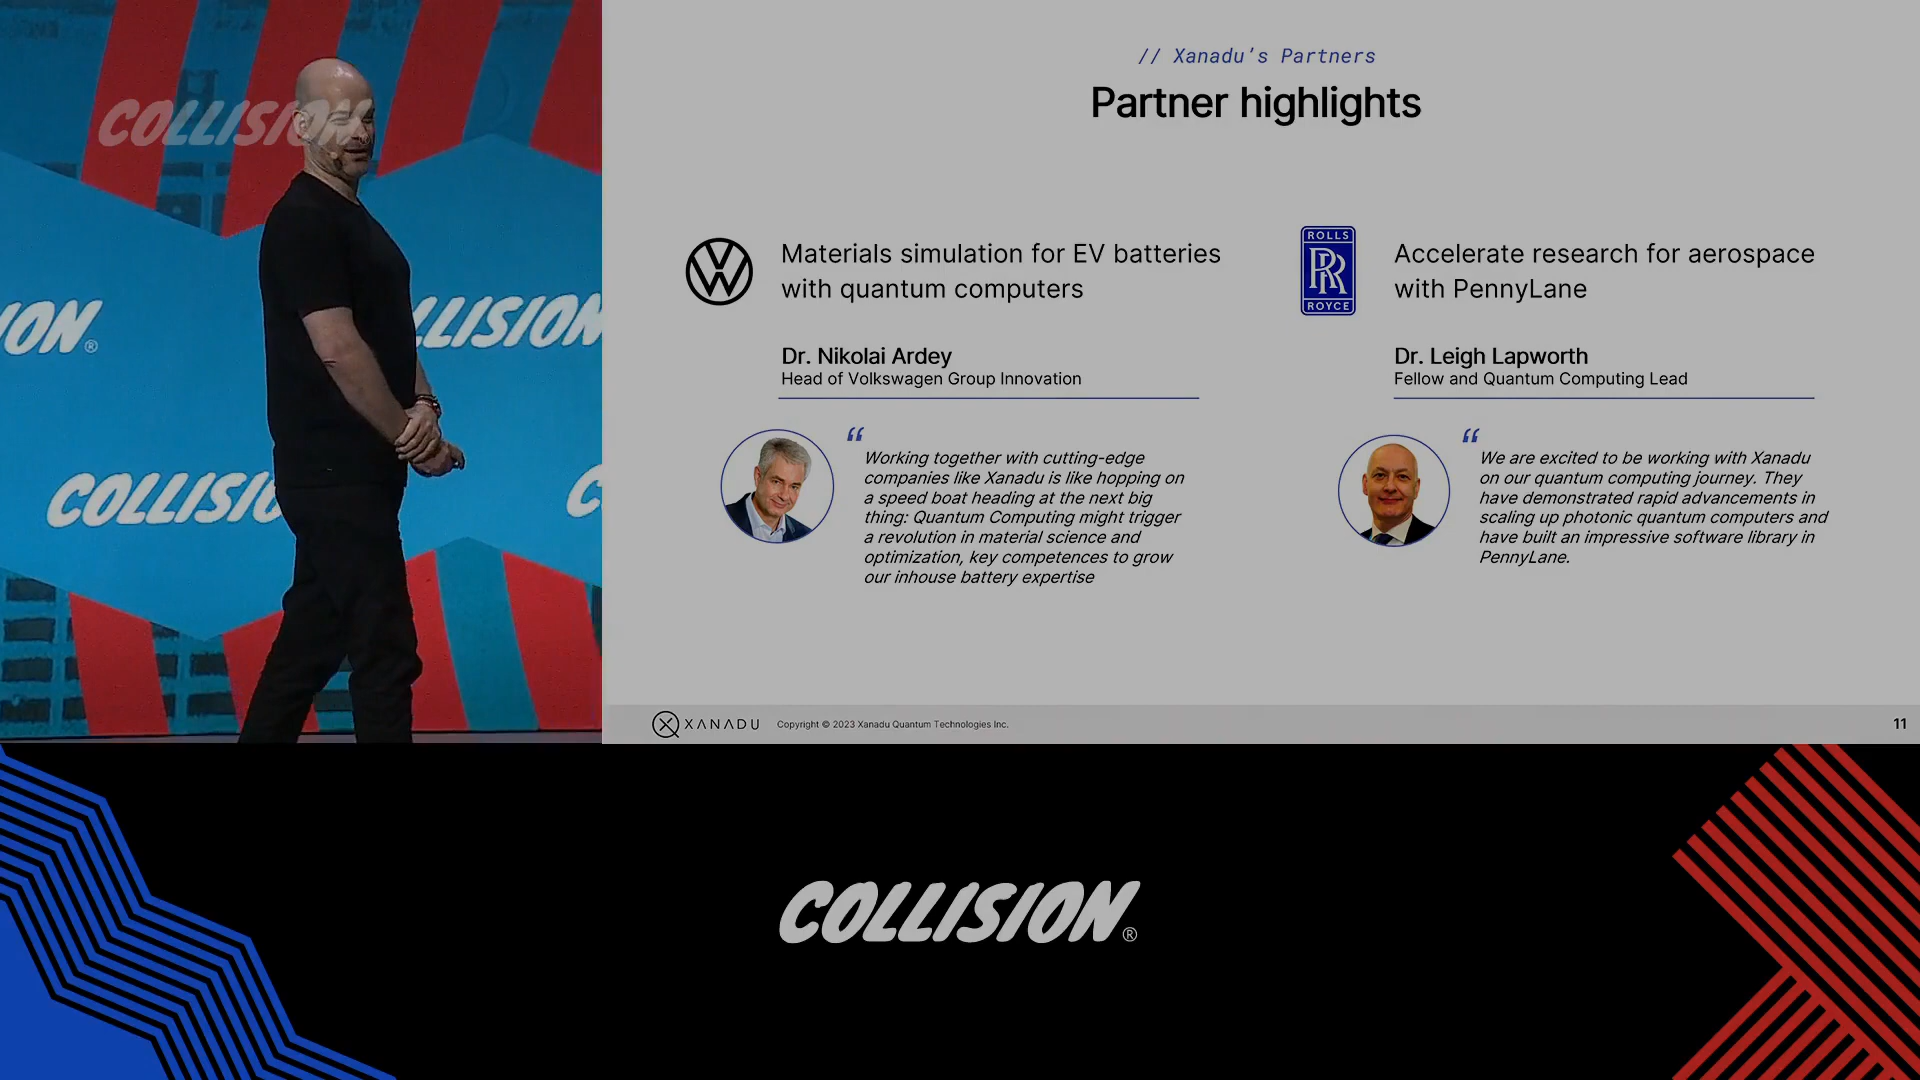 COLLISION
ION®
LLISION
COLLISIO
C
// Xanadu's Partners
Partner highlights
Materials simulation for EV batteries
with quantum computers
Dr. Nikolai Ardey
Head of Volkswagen Group Innovation
“
Working together with cutting-edge
companies like Xanadu is like hopping on
a speed boat heading at the next big
thing: Quantum Computing might trigger
a revolution in material science and
optimization, key competences to grow
our inhouse battery expertise
ROLLS
RR
ROYCE
Accelerate research for aerospace
with PennyLane
Dr. Leigh Lapworth
Fellow and Quantum Computing Lead
“
We are excited to be working with Xanadu
on our quantum computing journey. They
have demonstrated rapid advancements in
scaling up photonic quantum computers and
have built an impressive software library in
PennyLane.
XANADU
Copyright © 2023 Xanadu Quantum Technologies Inc.
11
COLLISION®